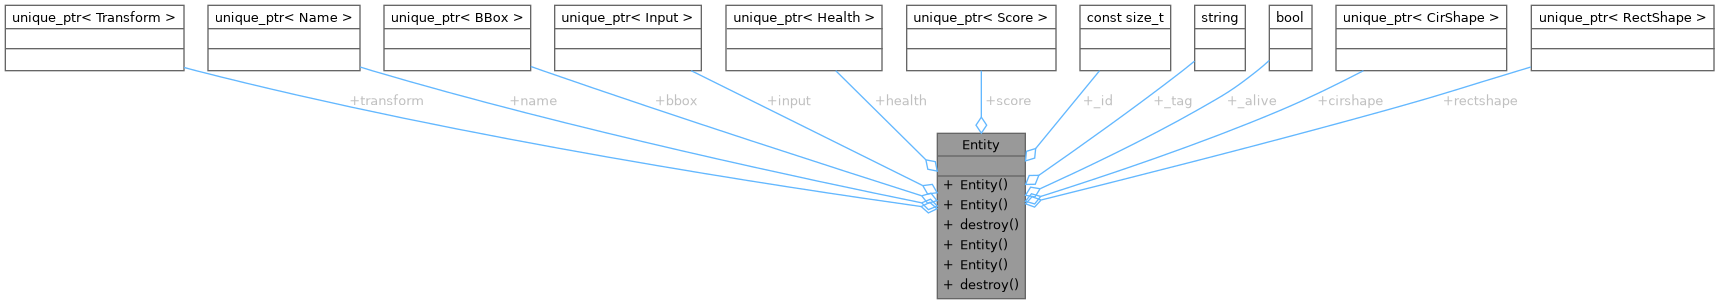 unique_ptr< Transform >
unique_ptr< Name >
unique_ptr< BBox >
unique_ptr< Input >
unique_ptr< Health >
unique_ptr< Score >
const size_t
string
bool
unique_ptr< CirShape >
unique_ptr< RectShape >
+transform
+name
+bbox
+input
+health
+score
+_id
+_tag
+_alive
+cirshape
+rectshape
Entity
+ Entity()
+ Entity()
+ destroy()
+ Entity()
+ Entity()
+ destroy()